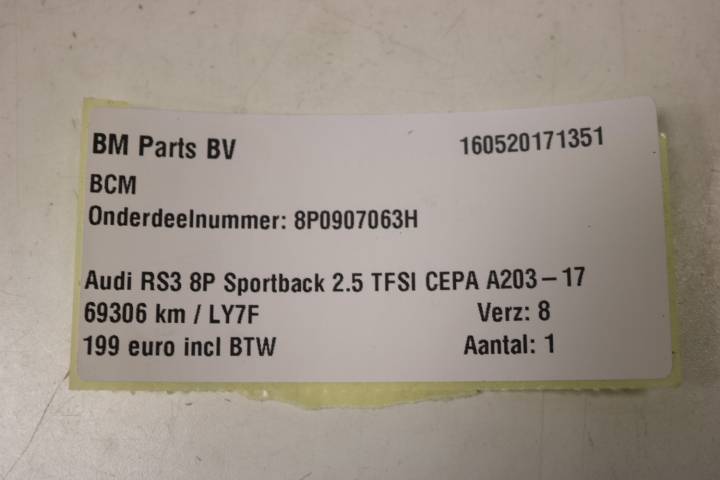 BM Parts BV 160520171351
BCM
Onderdeelnummer: 8P0907063H
Audi RS3 8P Sportback 2.5 TFSI CEPA A203-17
69306 km / LY7F Verz: 8
199 euro incl BTW Aantal: 1